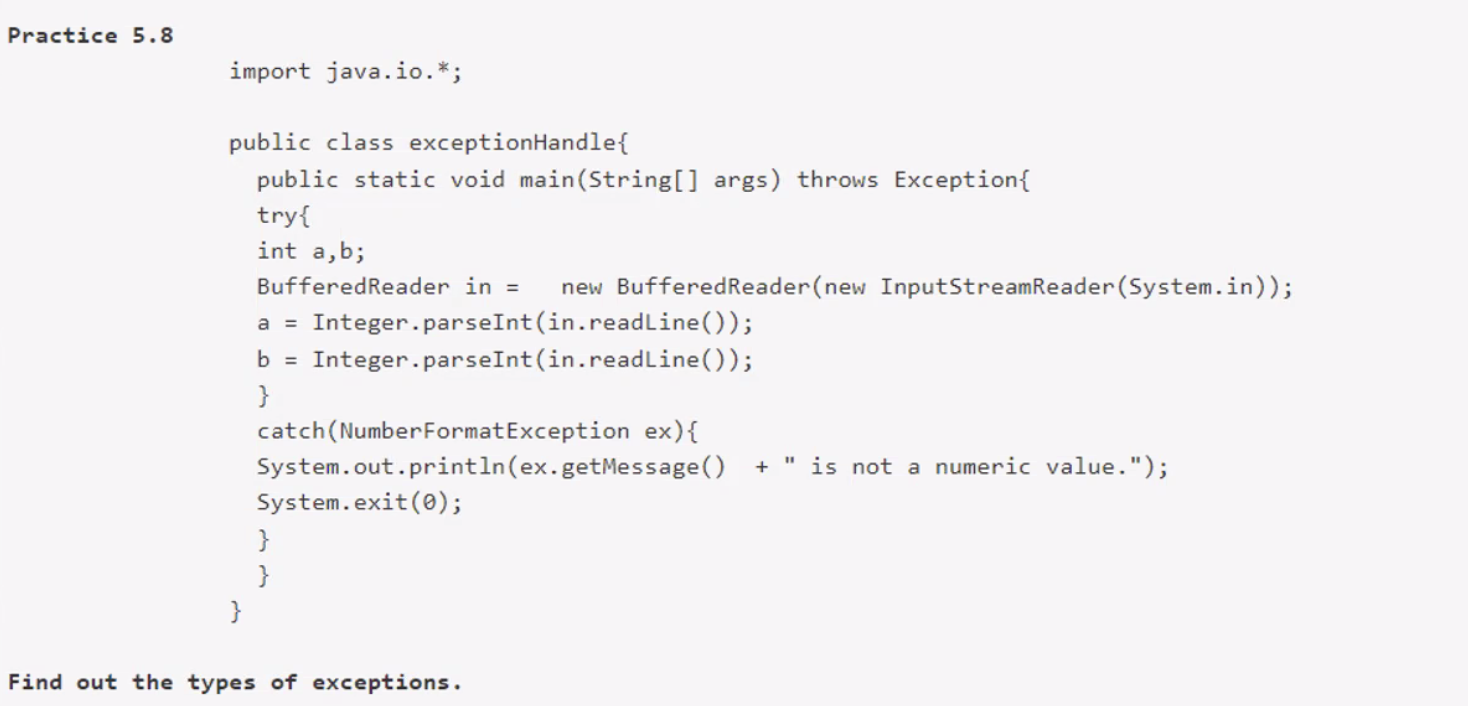 Practice 5.8
import java.io.*;
public class exceptionHandle{
public static void main(String[] args) throws Exception{
try{
int a,b;
BufferedReader in =   new BufferedReader(new InputStreamReader(System.in));
a = Integer.parseInt(in.readLine());
b = Integer.parseInt(in.readLine());
}
catch(NumberFormatException ex){
System.out.println(ex.getMessage()  + " is not a numeric value.");
System.exit(0);
}
}
}
Find out the types of exceptions.